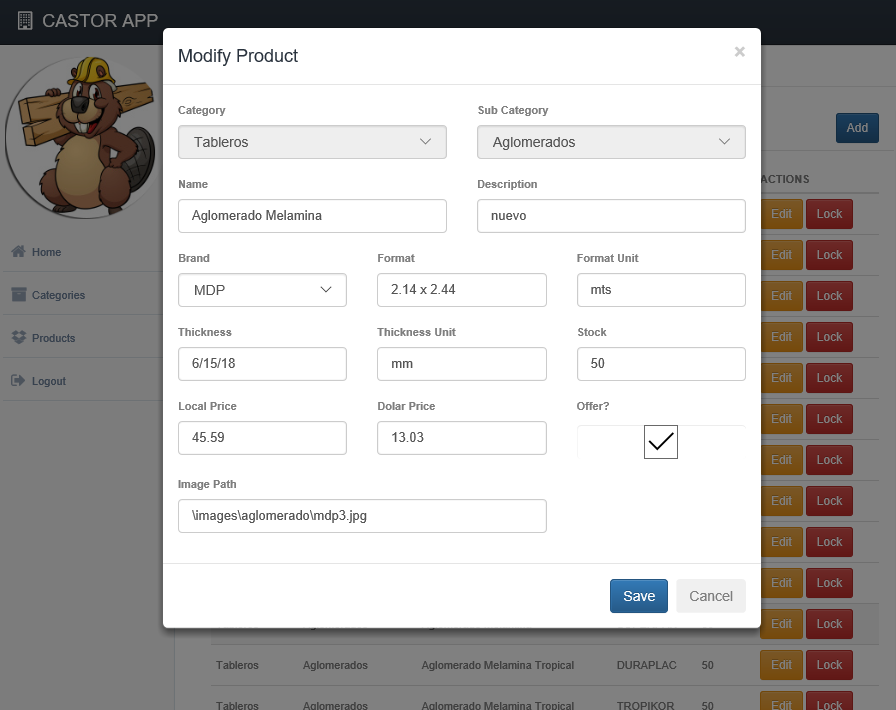 CASTOR APP
Modify Product
×
Category Sub Category
Tableros Aglomerados
Add
Name Description
ACTIONS
Aglomerado Melamina nuevo
Edit Lock
Home
Edit Lock
Brand Format Format Unit
MDP 2.14 x 2.44 mts
Categories
Edit Lock
Thickness Thickness Unit Stock
Products
Edit Lock
6/15/18 mm 50
Logout
Edit Lock
Local Price Dolar Price Offer?
Edit Lock
45.59 13.03
Edit Lock
Image Path
Edit Lock
\images\aglomerado\mdp3.jpg
Edit Lock
Edit Lock
Save Cancel
Edit Lock
Tableros Aglomerados Aglomerado Melamina Tropical DURAPLAC 50 Edit Lock
Tableros Aglomerados Aglomerado Melamina Tropical TROPIKOR 50 Edit Lock